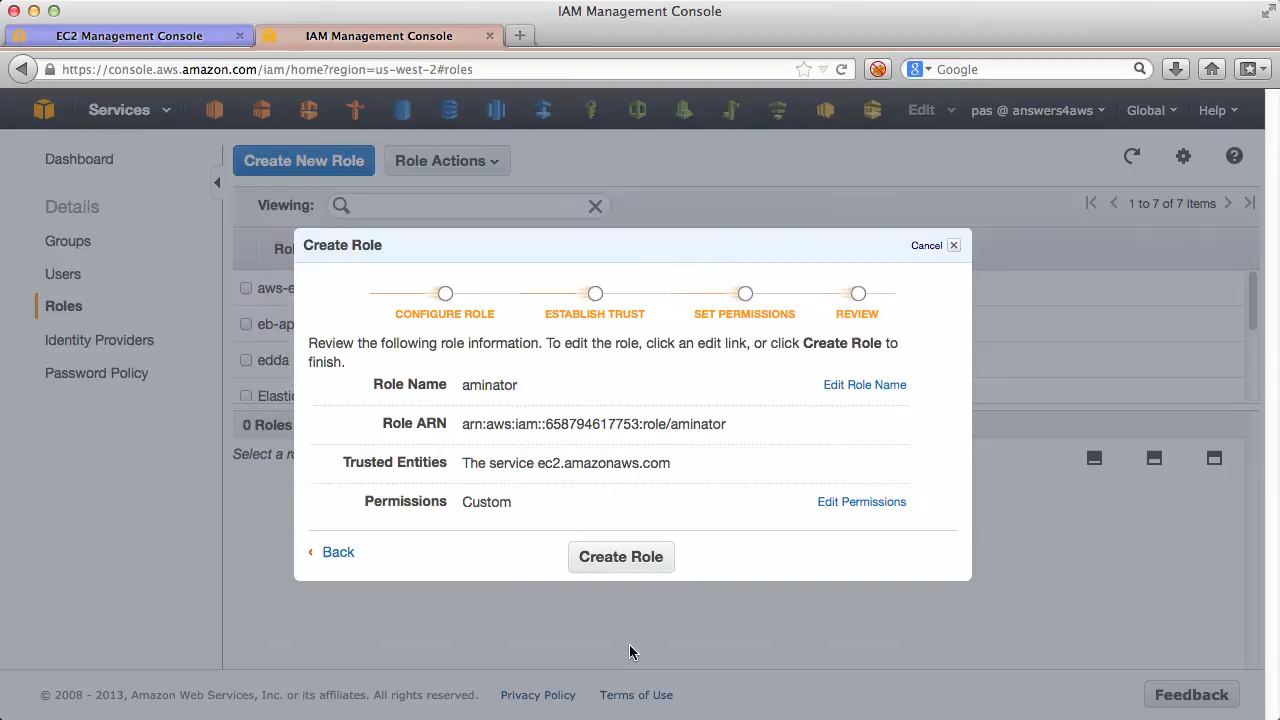 IAM Management Console
EC2 Management Console
IAM Management Console
https://console.aws.amazon.com/iam/home?region=us-west-2#roles
Google
Services
Edit
pas @ answers4aws
Global
Help
Dashboard
Create New Role
Role Actions
Details
Viewing:
1 to 7 of 7 Items
Groups
Users
Roles
Identity Providers
Password Policy
Ro
aws-e
eb-ap
edda
Elastic
0 Roles
Select a ro
Create Role
Cancel
CONFIGURE ROLE
ESTABLISH TRUST
SET PERMISSIONS
REVIEW
Review the following role information. To edit the role, click an edit link, or click Create Role to
finish.
Role Name aminator Edit Role Name
Role ARN arn:aws:iam::658794617753:role/aminator
Trusted Entities The service ec2.amazonaws.com
Permissions Custom Edit Permissions
Back
Create Role
© 2008 - 2013, Amazon Web Services, Inc. or its affiliates. All rights reserved. Privacy Policy Terms of Use
Feedback